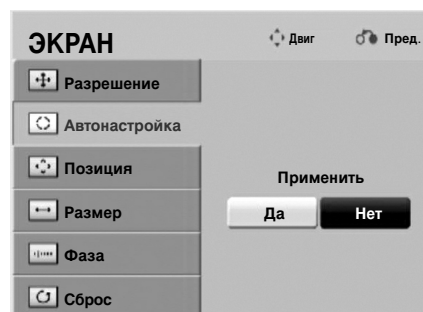 ЭКРАН
Двиг
Пред.
Разрешение
Автонастройка
Позиция
Размер
Фаза
Сброс
Применить
Да
Нет